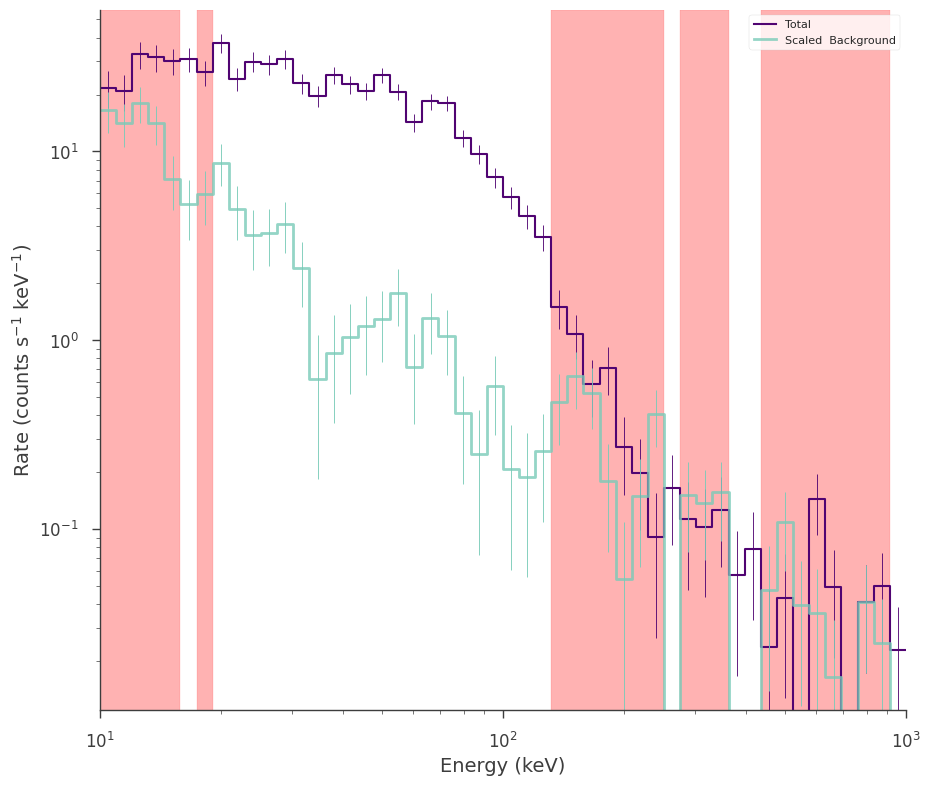 Total
Scaled  Background
Rate (counts s⁻¹ keV⁻¹)
10¹
10⁰
10⁻¹
10¹
10²
10³
Energy (keV)